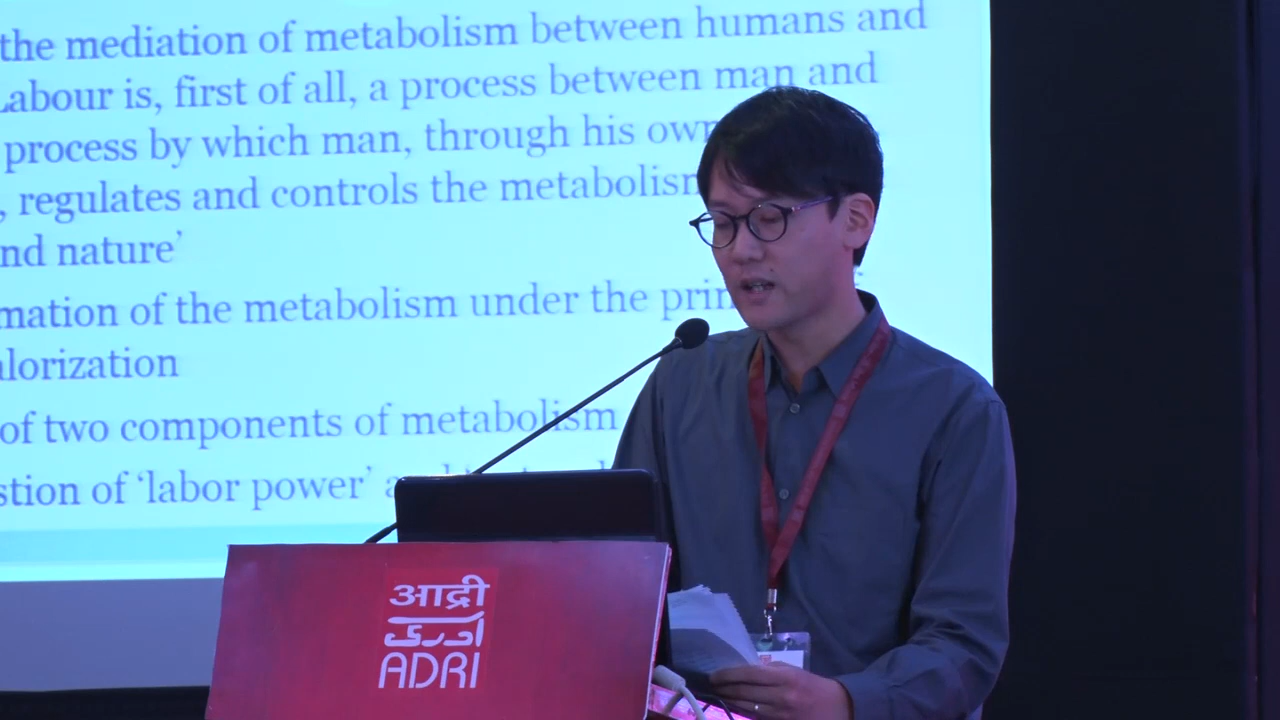 the mediation of metabolism between humans and
Labour is, first of all, a process between man and
process by which man, through his own
, regulates and controls the metabolism
nd nature’
mation of the metabolism under the
alorization
of two components of metabolism
stion of ‘labor power’
आद्री
ادری
ADRI